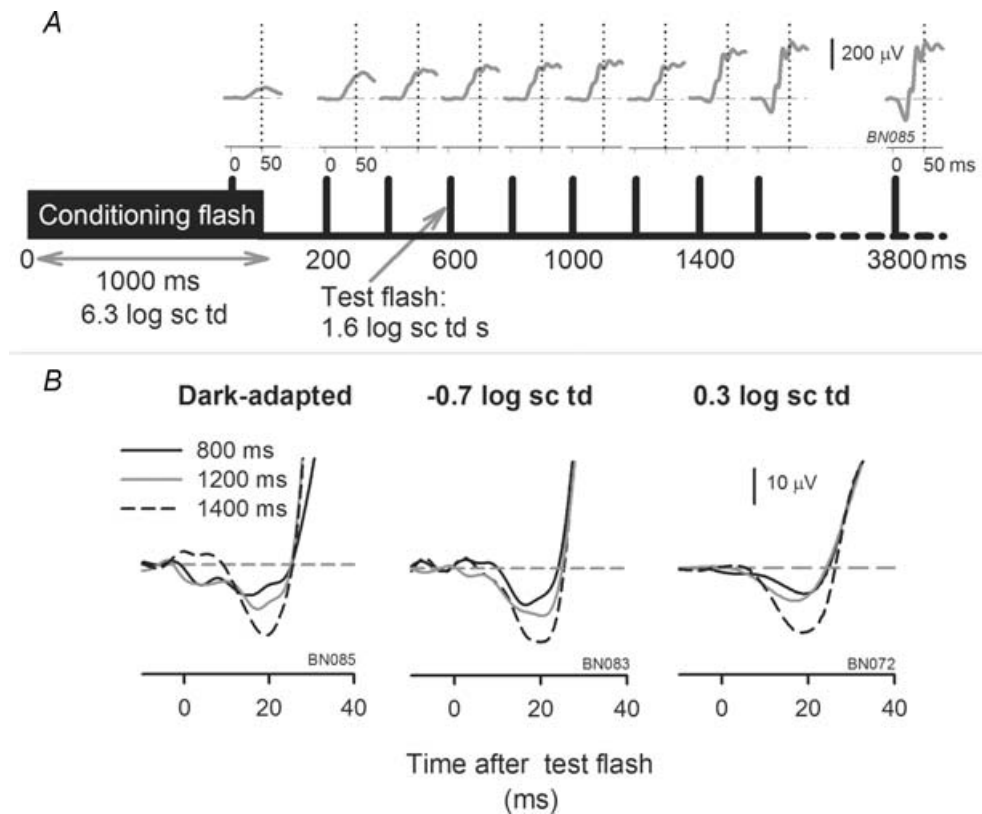 A
200 μV
BN085
0 50
0 50
0 50 ms
Conditioning flash
0
200
600
1000
1400
3800 ms
1000 ms
6.3 log sc td
Test flash:
1.6 log sc td s
B
Dark-adapted
-0.7 log sc td
0.3 log sc td
800 ms
1200 ms
1400 ms
10 μV
BN085
BN083
BN072
0 20 40
0 20 40
0 20 40
Time after test flash
(ms)